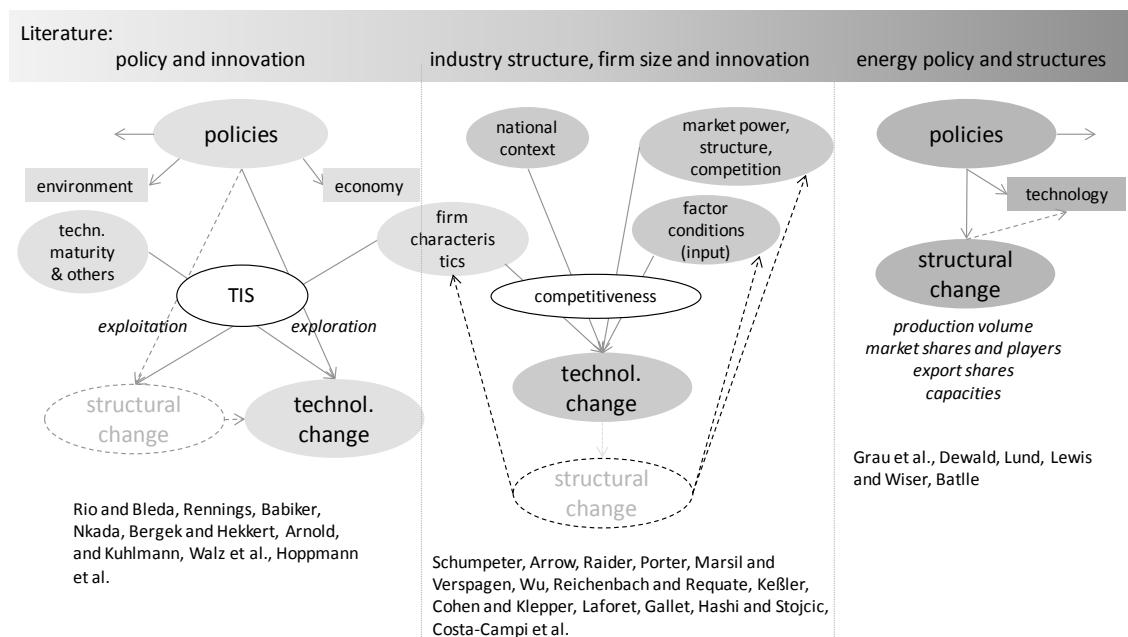 Literature:
policy and innovation
industry structure, firm size and innovation
energy policy and structures
policies
environment
economy
techn.
maturity
& others
TIS
exploitation
exploration
structural
change
technol.
change
Rio and Bleda, Rennings, Babiker,
Nkada, Bergek and Hekkert, Arnold,
and Kuhlmann, Walz et al., Hoppmann
et al.
national
context
market power,
structure,
competition
firm
characteris
tics
factor
conditions
(input)
competitiveness
technol.
change
structural
change
Schumpeter, Arrow, Raider, Porter, Marsil and
Verspagen, Wu, Reichenbach and Requate, Keßler,
Cohen and Klepper, Laforet, Gallet, Hashi and Stojcic,
Costa-Campi et al.
policies
technology
structural
change
production volume
market shares and players
export shares
capacities
Grau et al., Dewald, Lund, Lewis
and Wiser, Batlle